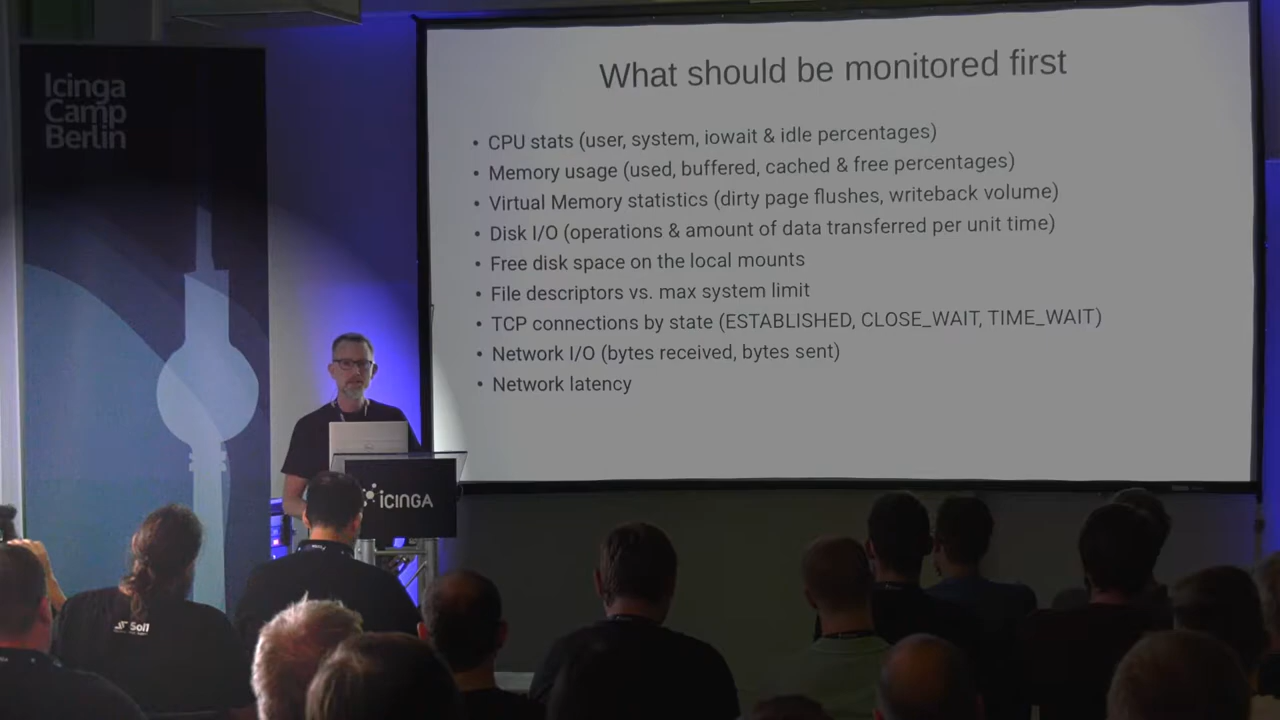 Icinga
Camp
Berlin
What should be monitored first
• CPU stats (user, system, iowait & idle percentages)
• Memory usage (used, buffered, cached & free percentages)
• Virtual Memory statistics (dirty page flushes, writeback volume)
• Disk I/O (operations & amount of data transferred per unit time)
• Free disk space on the local mounts
• File descriptors vs. max system limit
• TCP connections by state (ESTABLISHED, CLOSE_WAIT, TIME_WAIT)
• Network I/O (bytes received, bytes sent)
• Network latency
ICINGA